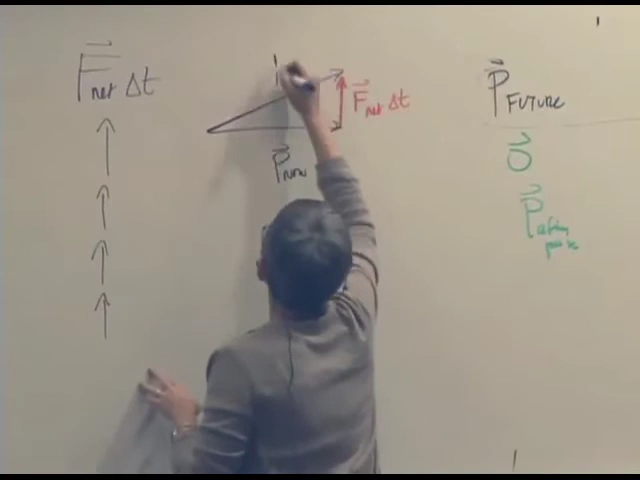 F⃗net Δt
F⃗net Δt
P⃗now
P⃗FUTURE
0⃗
P⃗after